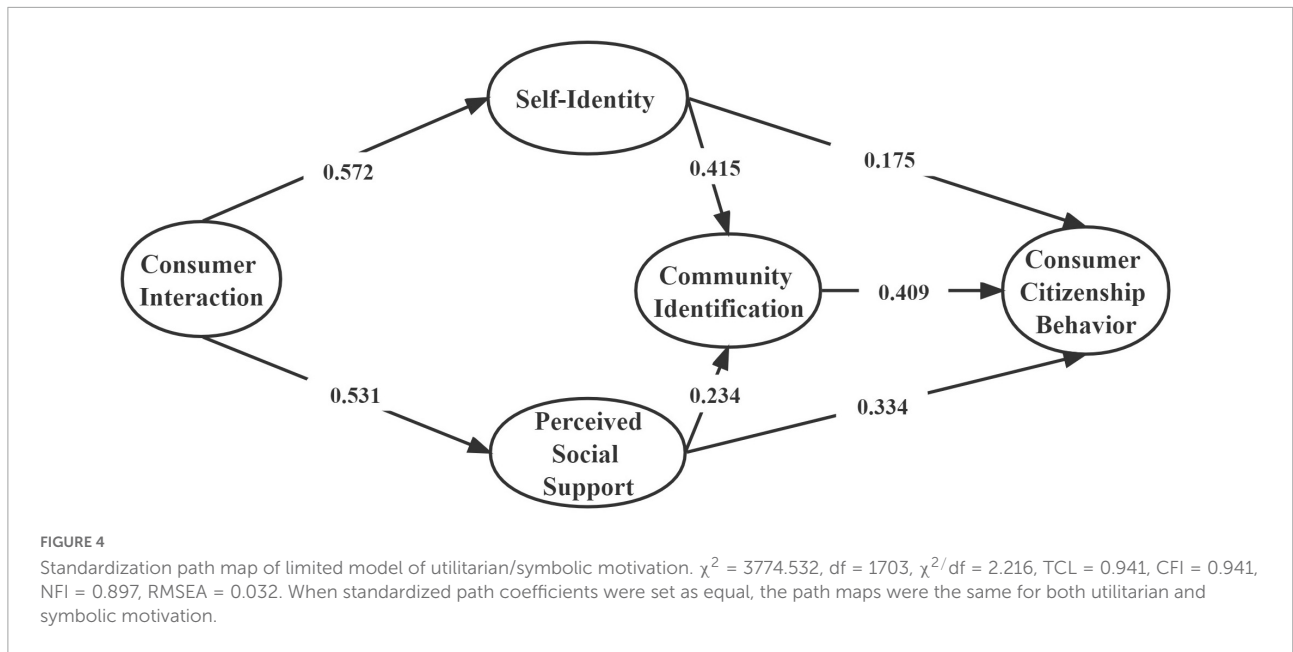 Self-Identity
0.572
0.415
0.175
Consumer
Interaction
Community
Identification
0.409
Consumer
Citizenship
Behavior
0.531
0.234
0.334
Perceived
Social
Support
FIGURE 4
Standardization path map of limited model of utilitarian/symbolic motivation. χ² = 3774.532, df = 1703, χ²/df = 2.216, TCL = 0.941, CFI = 0.941,
NFI = 0.897, RMSEA = 0.032. When standardized path coefficients were set as equal, the path maps were the same for both utilitarian and
symbolic motivation.